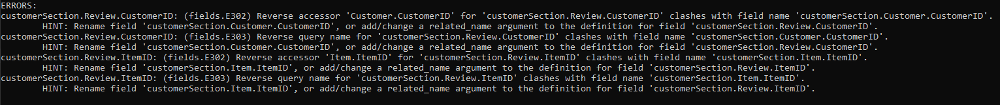 ERRORS:
customerSection.Review.CustomerID: (fields.E302) Reverse accessor 'Customer.CustomerID' for 'customerSection.Review.CustomerID' clashes with field name 'customerSection.Customer.CustomerID'.
        HINT: Rename field 'customerSection.Customer.CustomerID', or add/change a related_name argument to the definition for field 'customerSection.Review.CustomerID'.
customerSection.Review.CustomerID: (fields.E303) Reverse query name for 'customerSection.Review.CustomerID' clashes with field name 'customerSection.Customer.CustomerID'.
        HINT: Rename field 'customerSection.Customer.CustomerID', or add/change a related_name argument to the definition for field 'customerSection.Review.CustomerID'.
customerSection.Review.ItemID: (fields.E302) Reverse accessor 'Item.ItemID' for 'customerSection.Review.ItemID' clashes with field name 'customerSection.Item.ItemID'.
        HINT: Rename field 'customerSection.Item.ItemID', or add/change a related_name argument to the definition for field 'customerSection.Review.ItemID'.
customerSection.Review.ItemID: (fields.E303) Reverse query name for 'customerSection.Review.ItemID' clashes with field name 'customerSection.Item.ItemID'.
        HINT: Rename field 'customerSection.Item.ItemID', or add/change a related_name argument to the definition for field 'customerSection.Review.ItemID'.